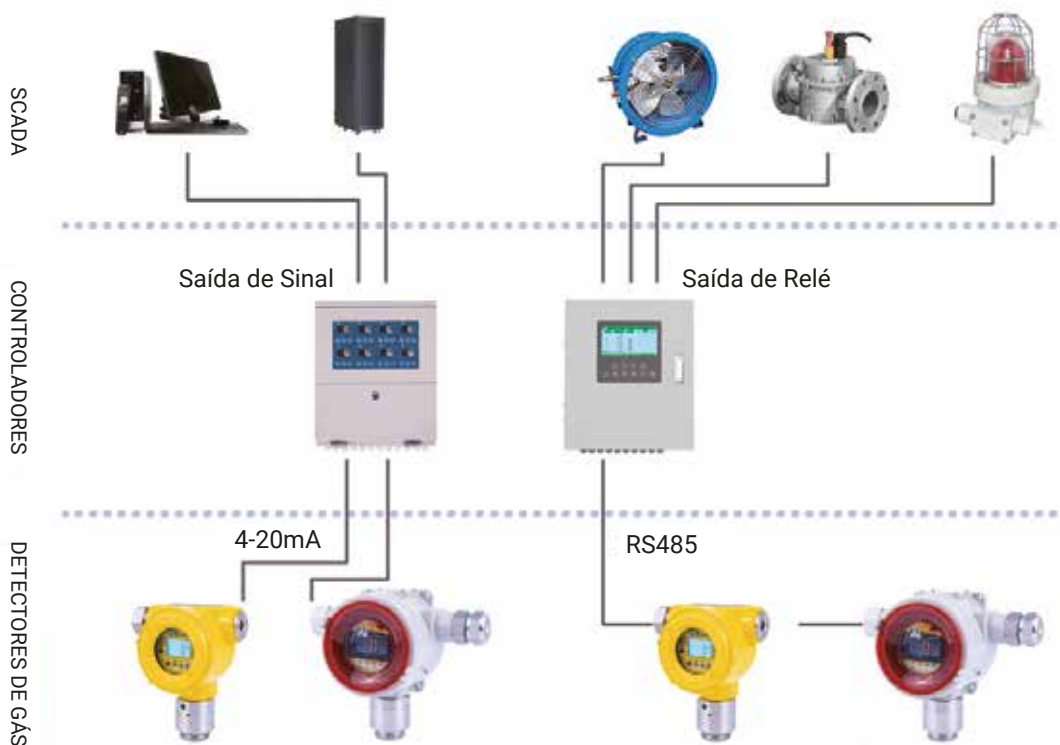 SCADA
Saída de Sinal
Saída de Relé
CONTROLADORES
4-20mA
RS485
DETECTORES DE GÁS